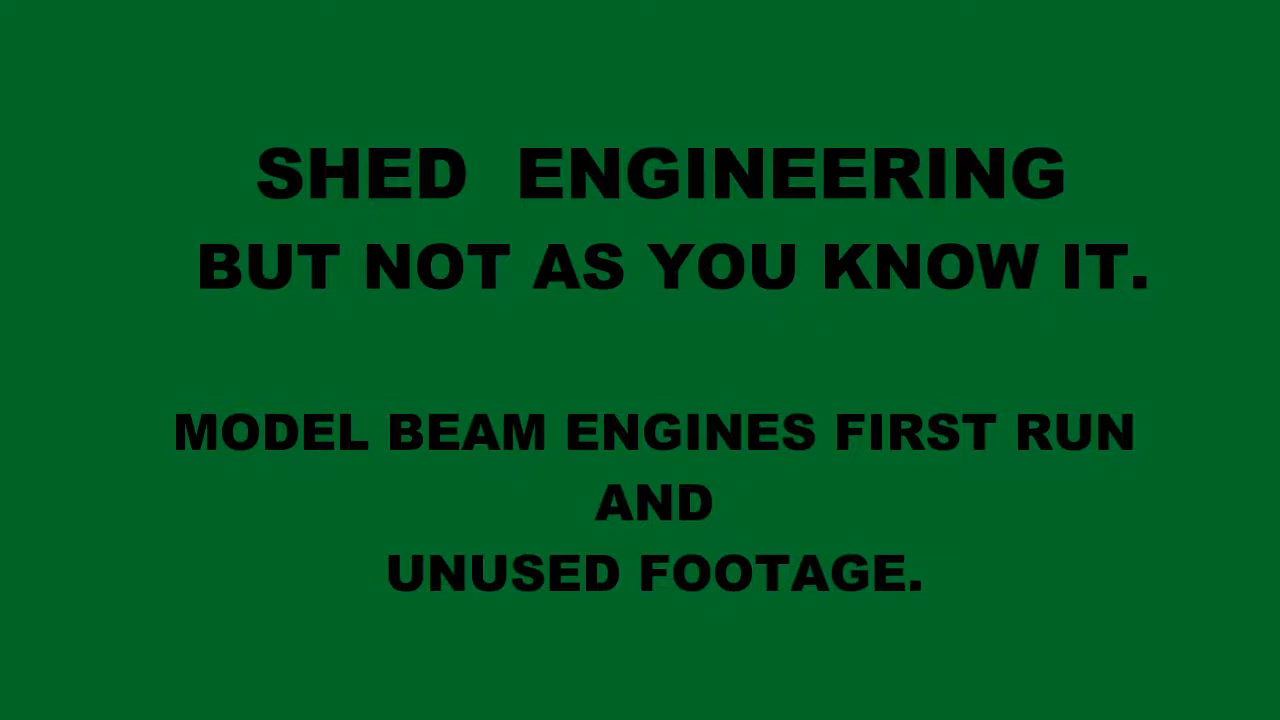 SHED ENGINEERING
BUT NOT AS YOU KNOW IT.
MODEL BEAM ENGINES FIRST RUN
AND
UNUSED FOOTAGE.